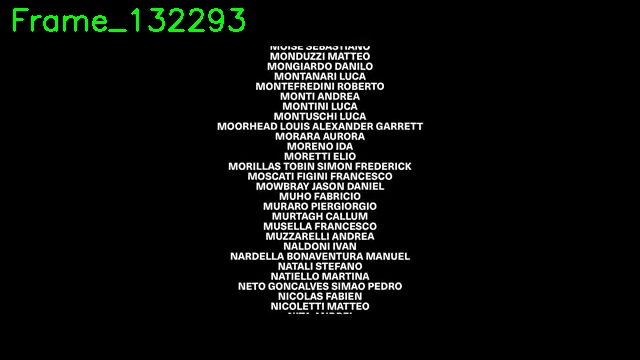 Frame_132293
MOISE SEBASTIANO
MONDUZZI MATTEO
MONGIARDO DANILO
MONTANARI LUCA
MONTEFREDINI ROBERTO
MONTI ANDREA
MONTINI LUCA
MONTUSCHI LUCA
MOORHEAD LOUIS ALEXANDER GARRETT
MORARA AURORA
MORENO IDA
MORETTI ELIO
MORILLAS TOBIN SIMON FREDERICK
MOSCATI FIGINI FRANCESCO
MOWBRAY JASON DANIEL
MUHO FABRICIO
MURARO PIERGIORGIO
MURTAGH CALLUM
MUSELLA FRANCESCO
MUZZARELLI ANDREA
NALDONI IVAN
NARDELLA BONAVENTURA MANUEL
NATALI STEFANO
NATIELLO MARTINA
NETO GONCALVES SIMAO PEDRO
NICOLAS FABIEN
NICOLETTI MATTEO